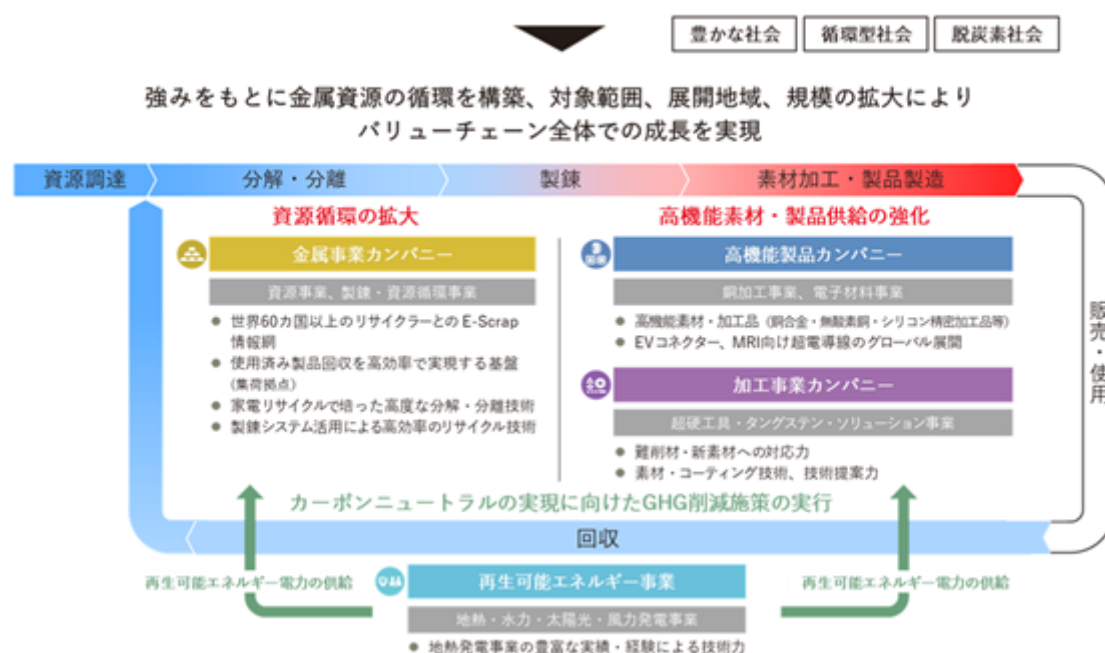 豊かな社会
循環型社会
脱炭素社会
強みをもとに金属資源の循環を構築、対象範囲、展開地域、規模の拡大により
バリューチェーン全体での成長を実現
資源調達
分解・分離
製錬
素材加工・製品製造
販売・使用
資源循環の拡大
金属事業カンパニー
資源事業、製錬・資源循環事業
● 世界60カ国以上のリサイクラーとの E-Scrap
情報網
● 使用済み製品回収を高効率で実現する基盤
(集荷拠点)
● 家電リサイクルで培った高度な分解・分離技術
● 製錬システム活用による高効率のリサイクル技術
高機能素材・製品供給の強化
高機能製品カンパニー
銅加工事業、電子材料事業
● 高機能素材・加工品（銅合金・無酸素銅・シリコン精密加工品等）
● EVコネクター、MRI向け超電導線のグローバル展開
加工事業カンパニー
超硬工具・タングステン・ソリューション事業
● 難削材・新素材への対応力
● 素材・コーティング技術、技術提案力
カーボンニュートラルの実現に向けたGHG削減施策の実行
回収
再生可能エネルギー電力の供給
再生可能エネルギー事業
再生可能エネルギー電力の供給
地熱・水力・太陽光・風力発電事業
● 地熱発電事業の豊富な実績・経験による技術力